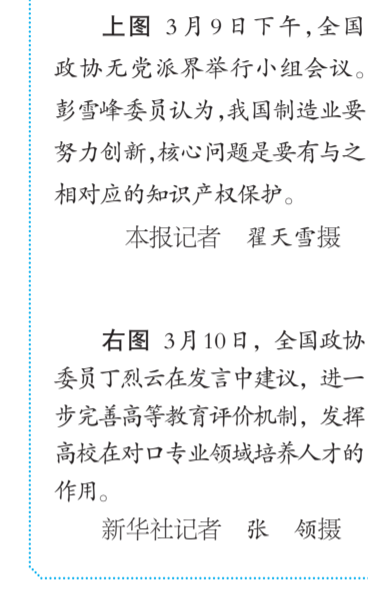 上图 3月9日下午,全国
政协无党派界举行小组会议。
彭雪峰委员认为,我国制造业要
努力创新,核心问题是要有与之
相对应的知识产权保护。
本报记者 翟天雪摄
右图 3月10日，全国政协
委员丁烈云在发言中建议，进一
步完善高等教育评价机制，发挥
高校在对口专业领域培养人才的
作用。
新华社记者 张 领摄